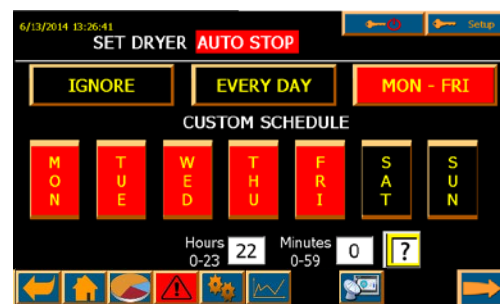 6/13/2014 13:26:41
Setup
SET DRYER AUTO STOP
IGNORE EVERY DAY MON - FRI
CUSTOM SCHEDULE
MON TUE WED THU FRI SAT SUN
Hours 0-23 22 Minutes 0-59 0 ?